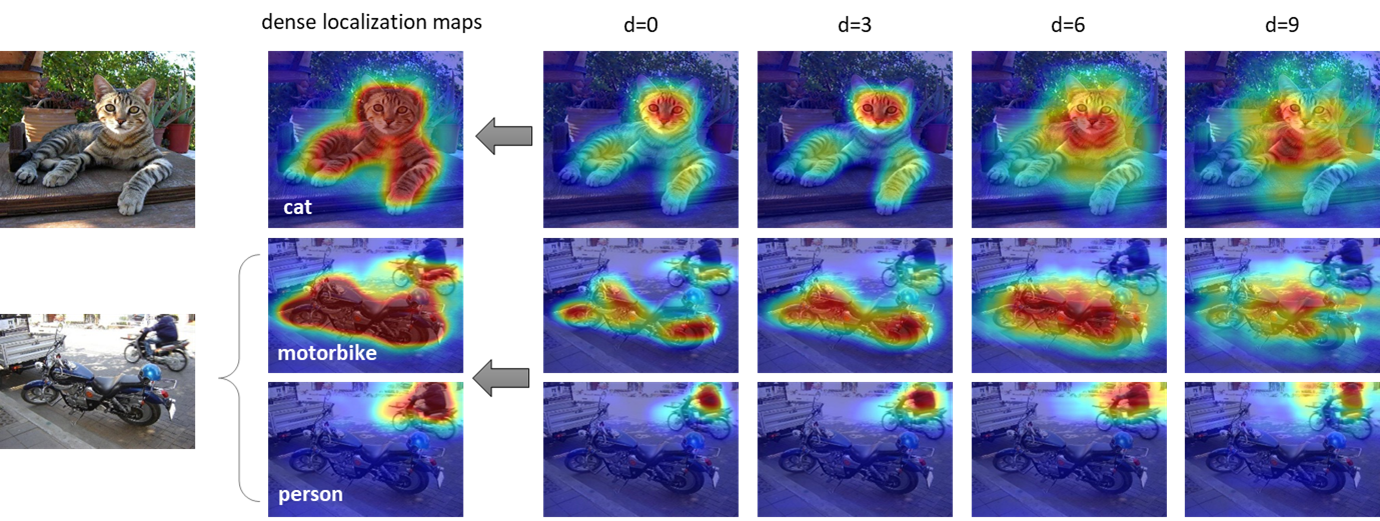 dense localization maps
d=0
d=3
d=6
d=9
cat
motorbike
person